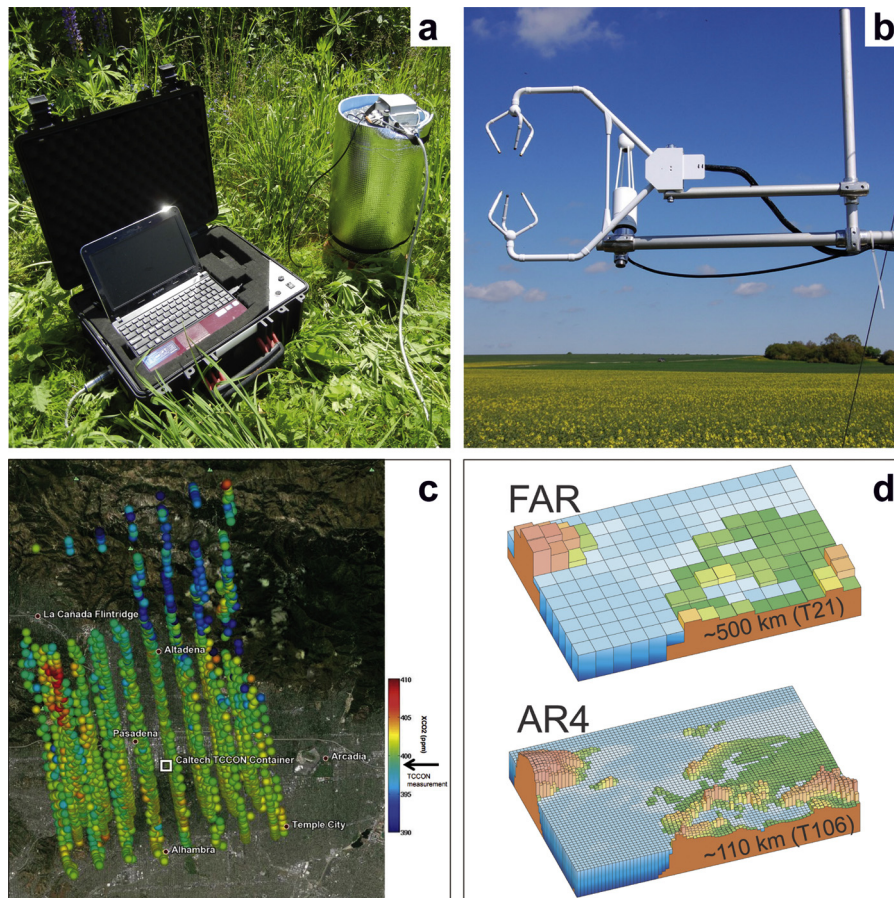 a
b
c
La Cañada Flintridge
Altadena
Pasadena
Caltech TCCON Container
Arcadia
Temple City
Alhambra
410
405
400
395
390
XCO2 (ppm)
TCCON
measurement
d
FAR
~500 km (T21)
AR4
~110 km (T106)